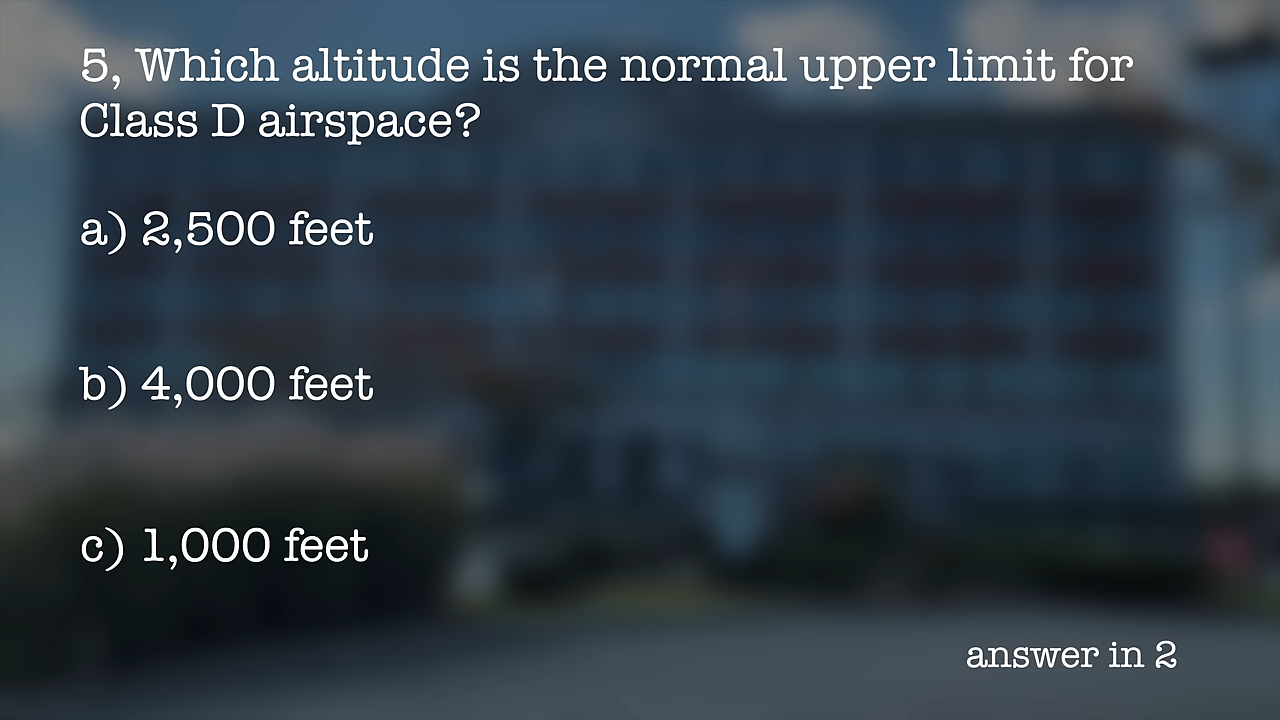 5, Which altitude is the normal upper limit for
Class D airspace?
a) 2,500 feet
b) 4,000 feet
c) 1,000 feet
answer in 2